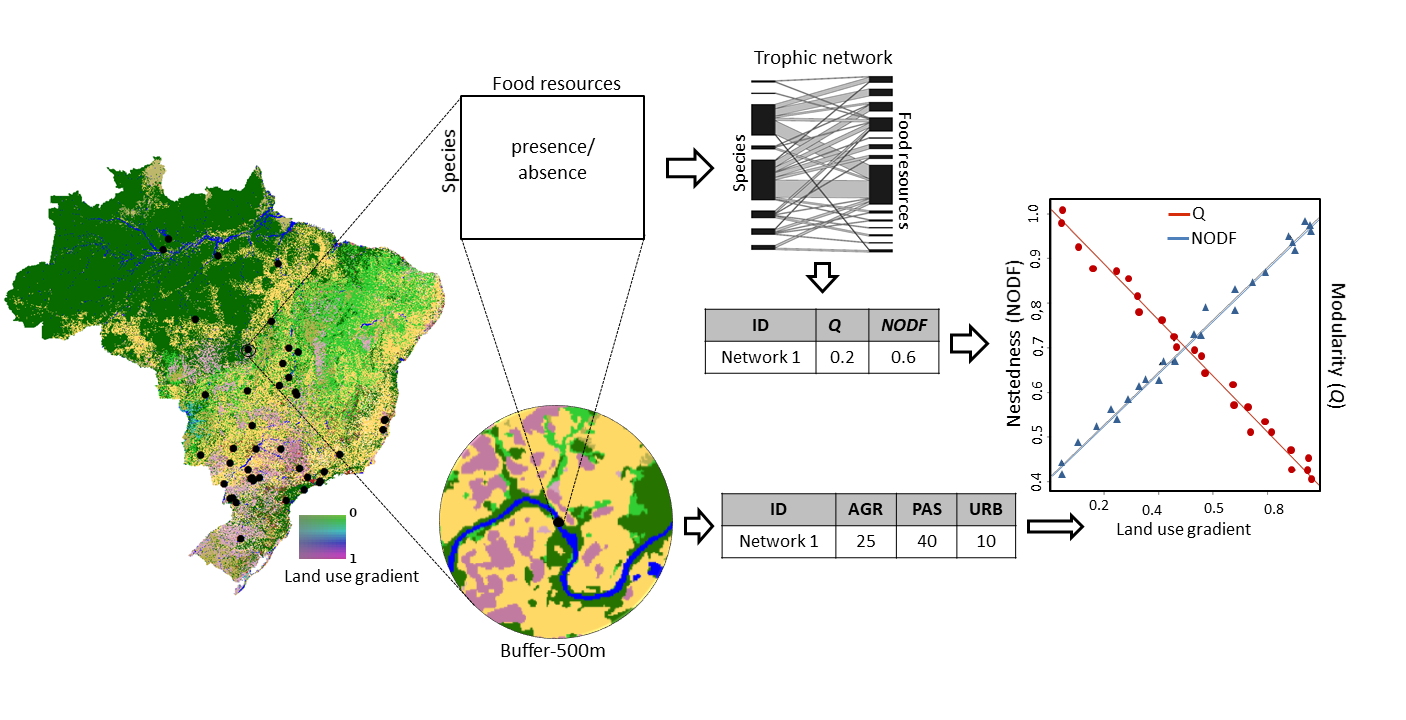 Food resources
Species
presence/
absence
Trophic network
Species
Food resources
ID Q NODF
Network 1 0.2 0.6
0
1
Land use gradient
Buffer-500m
ID AGR PAS URB
Network 1 25 40 10
Q
NODF
Nestedness (NODF)
1.0
0.9
0.8
0.7
0.6
0.5
0.4
Modularity (Q)
0.2 0.4 0.5 0.8
Land use gradient